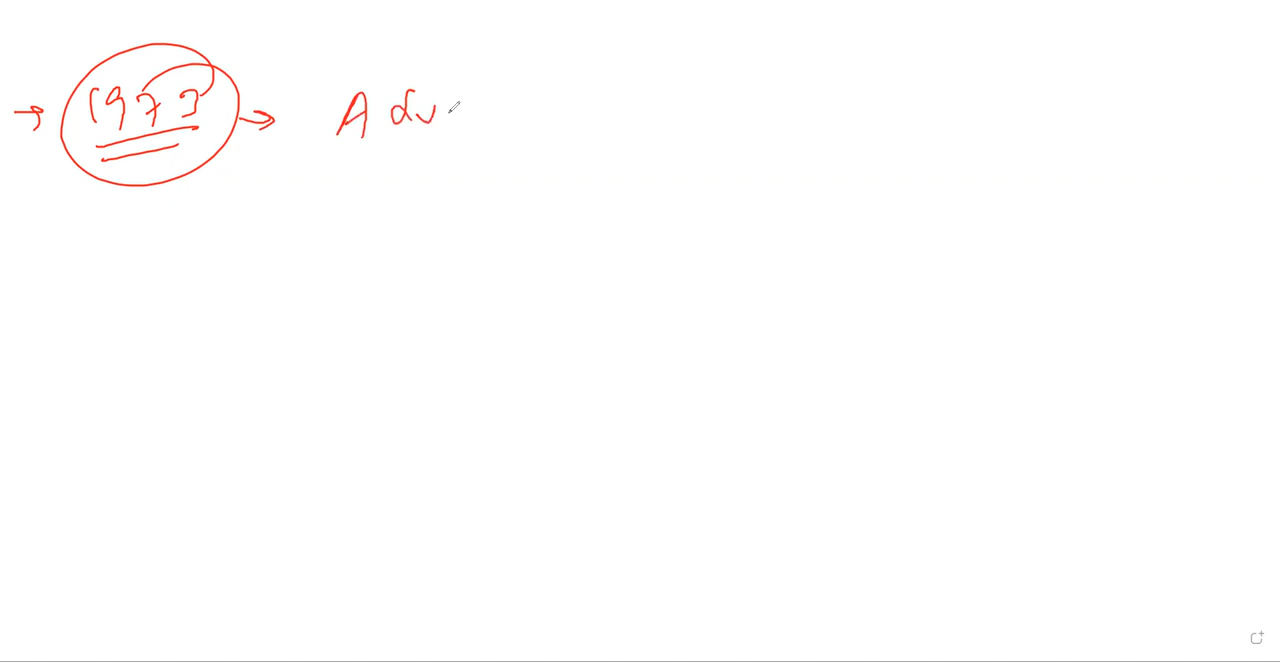 → 1973 → Adv